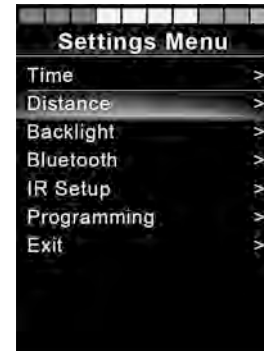 Settings Menu
Time >
Distance >
Backlight >
Bluetooth >
IR Setup >
Programming >
Exit >